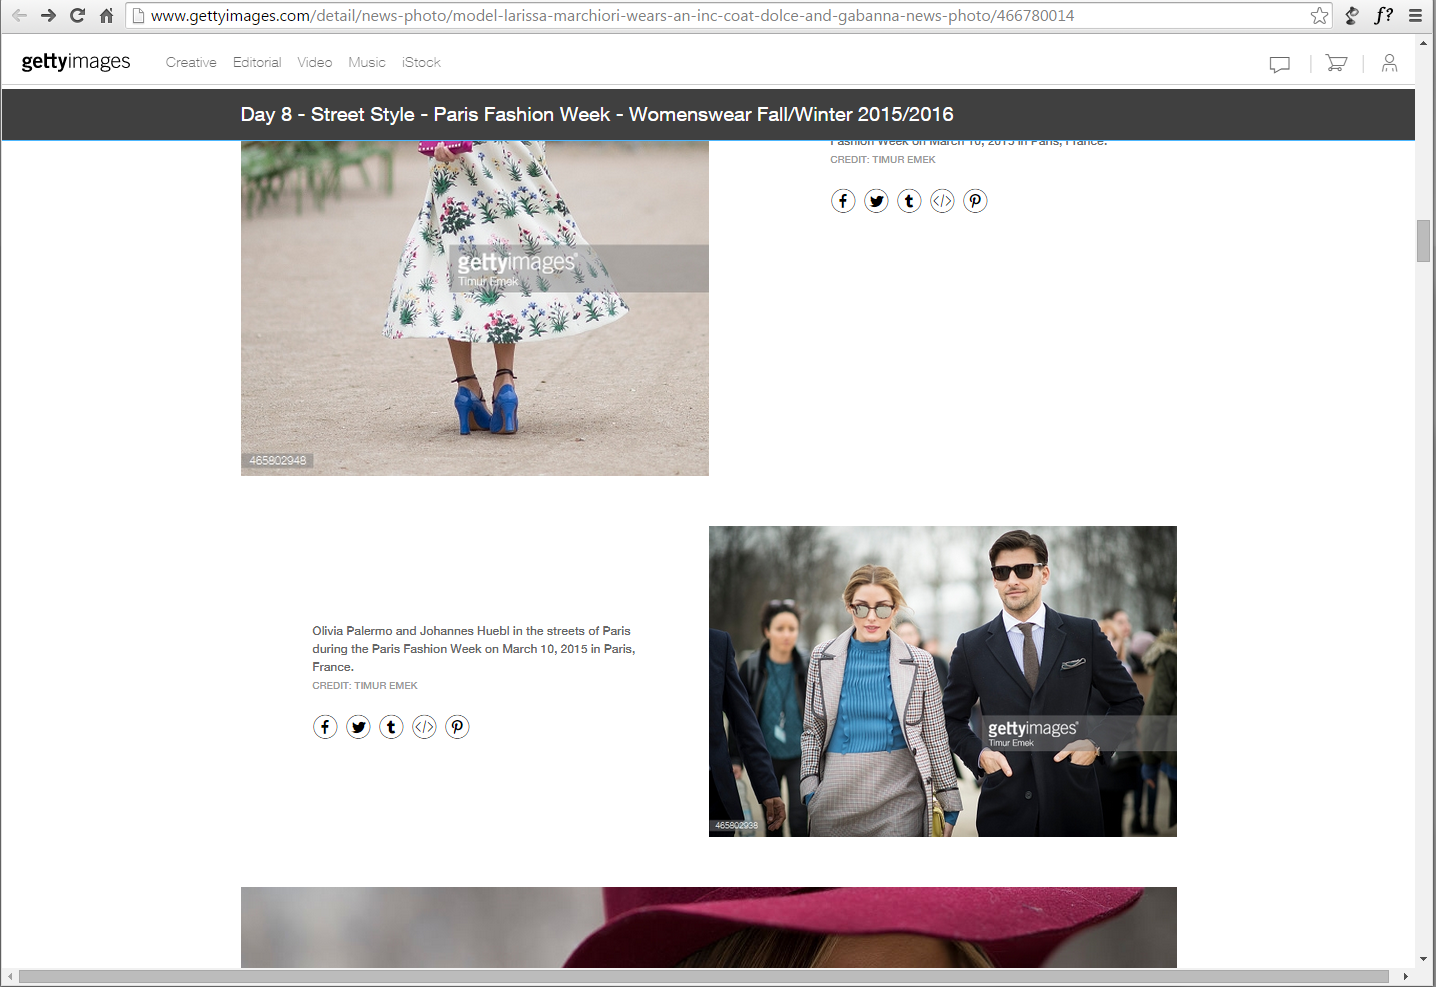 www.gettyimages.com/detail/news-photo/model-larissa-marchiori-wears-an-inc-coat-dolce-and-gabanna-news-photo/466780014
f?
gettyimages
Creative
Editorial
Video
Music
iStock
Day 8 - Street Style - Paris Fashion Week - Womenswear Fall/Winter 2015/2016
Fashion Week on March 10, 2015 in Paris, France.
CREDIT: TIMUR EMEK
gettyimages
Timur Emek
465802948
Olivia Palermo and Johannes Huebl in the streets of Paris
during the Paris Fashion Week on March 10, 2015 in Paris,
France.
CREDIT: TIMUR EMEK
gettyimages
Timur Emek
465802938